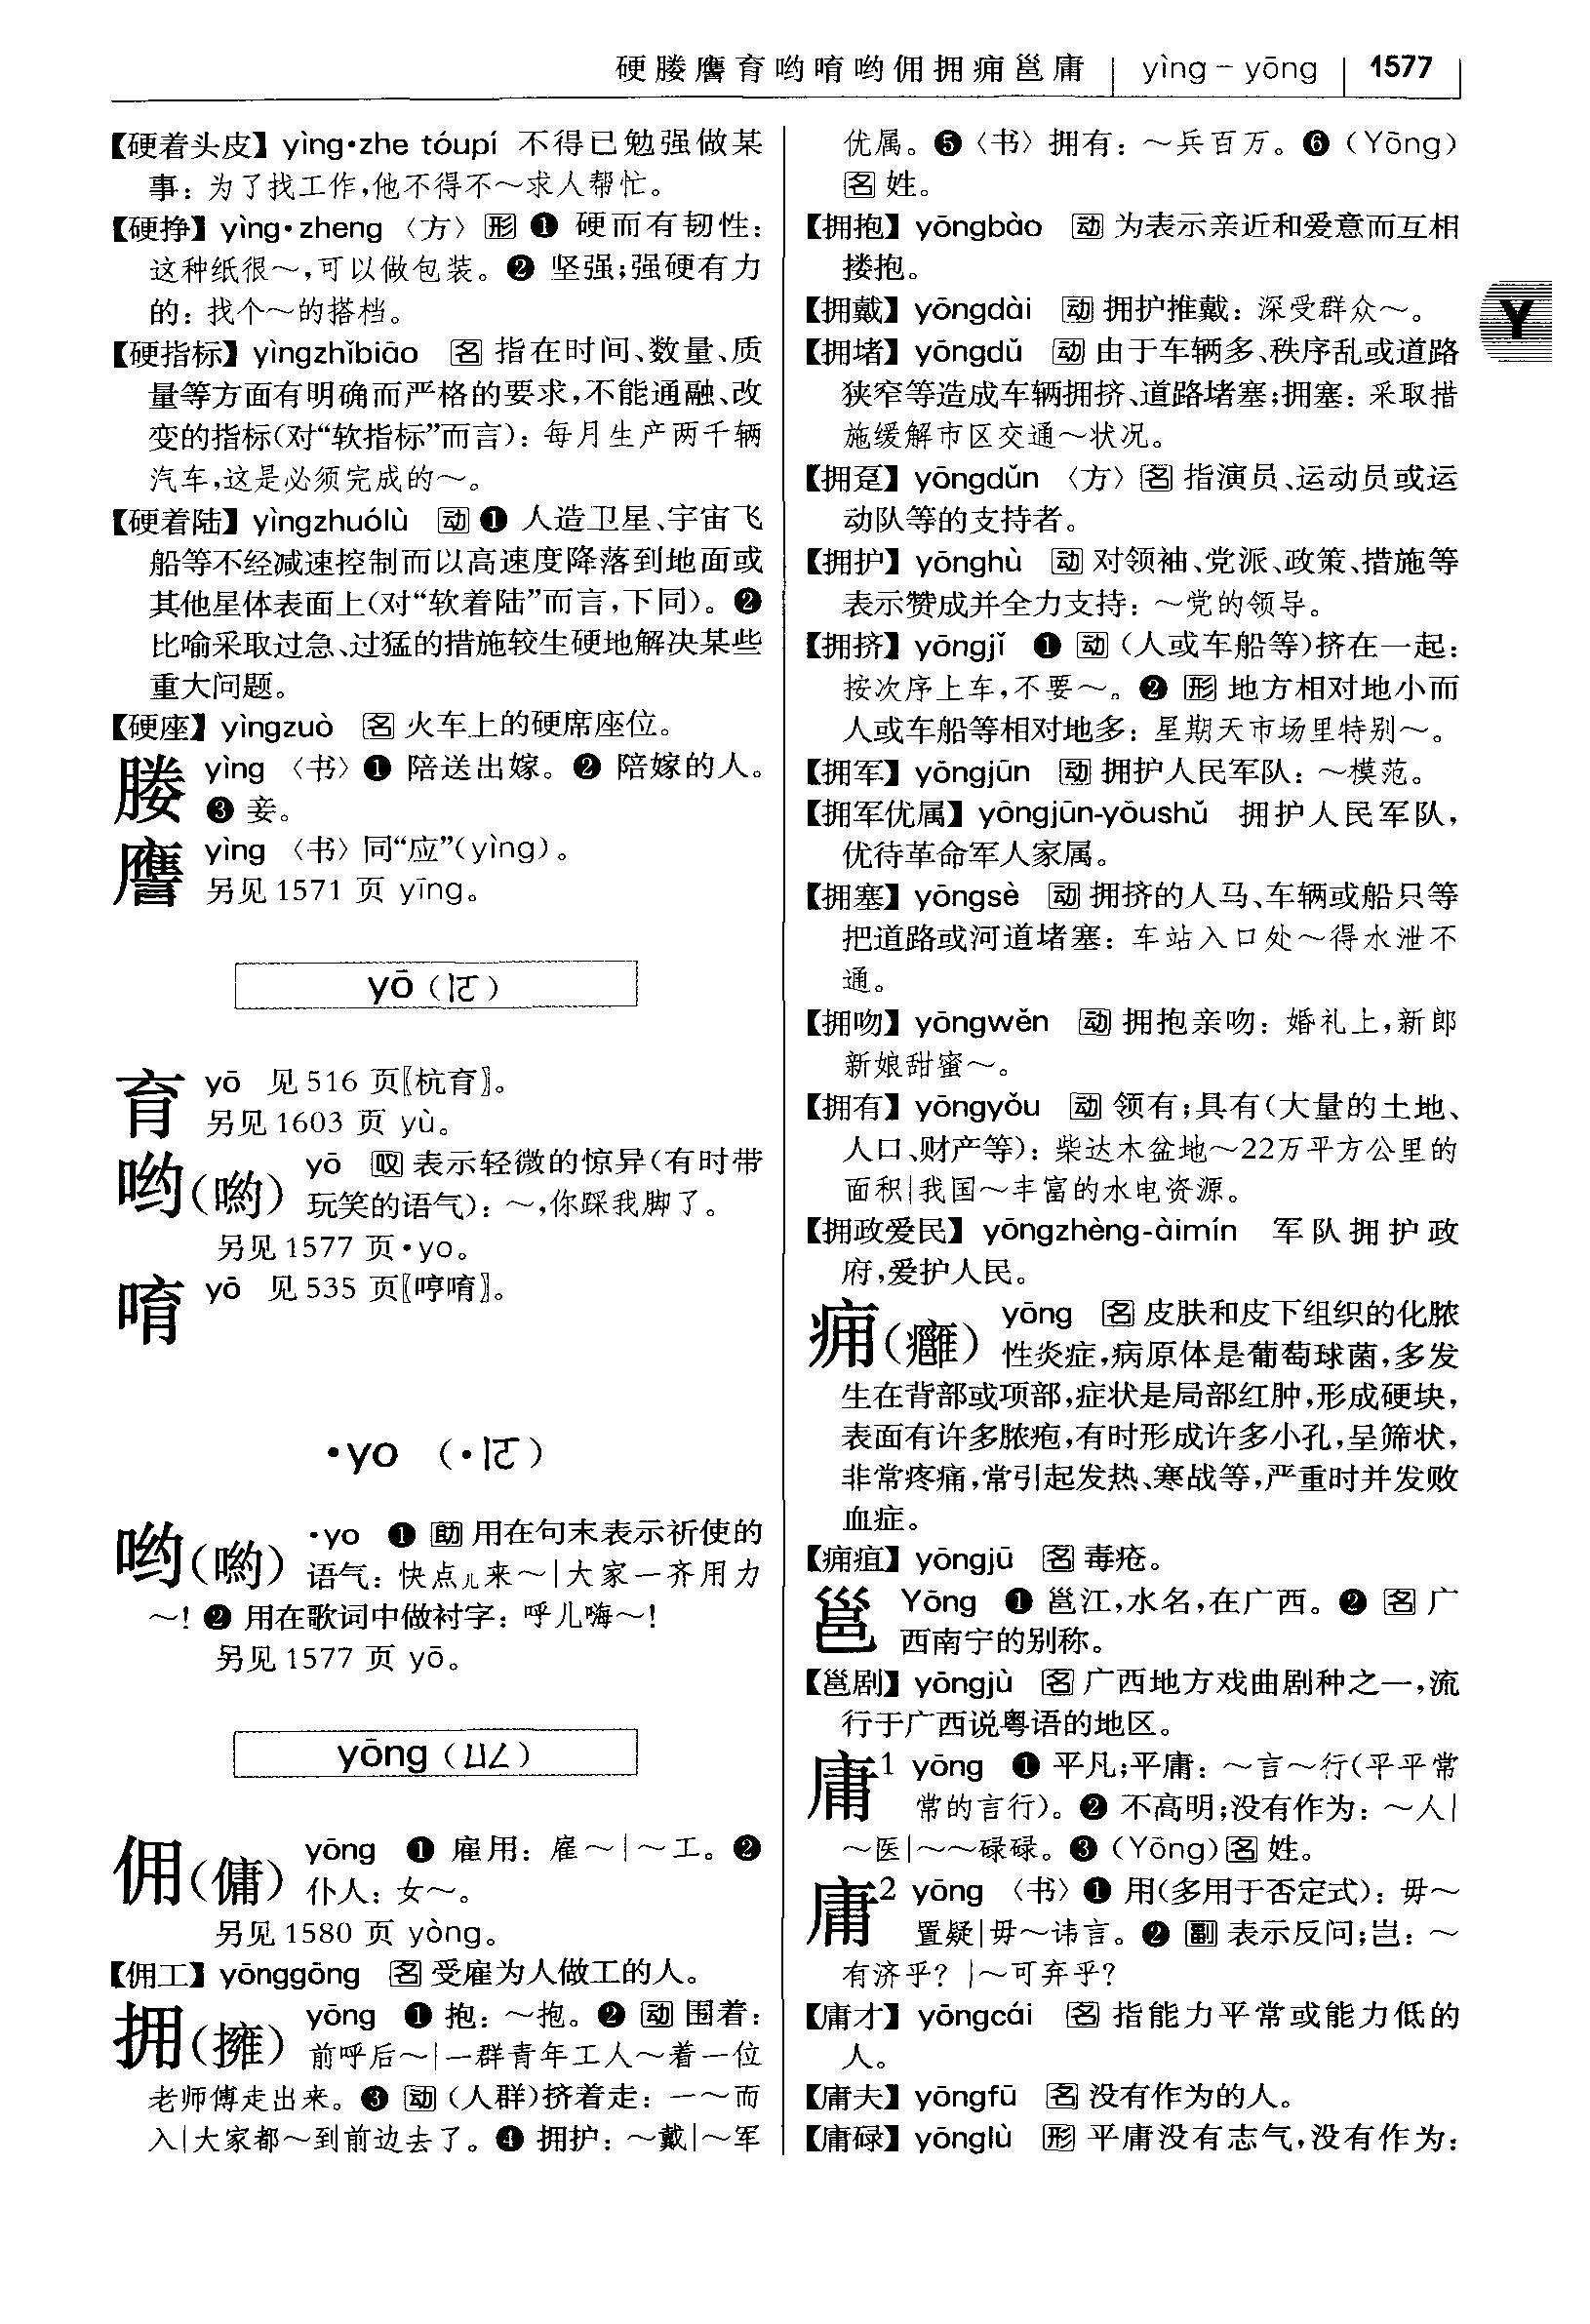 硬媵鹰育哟唷哟佣拥痈邕庸 yìng－yōng 1577
【硬着头皮】yìng•zhe tóupí 不得已勉强做某
事：为了找工作，他不得不～求人帮忙。
【硬挣】yìng•zheng 〈方〉 形 ❶ 硬而有韧性：
这种纸很～，可以做包装。❷ 坚强；强硬有力
的：找个～的搭档。
【硬指标】yìngzhǐbiāo 名 指在时间、数量、质
量等方面有明确而严格的要求，不能通融、改
变的指标（对“软指标”而言）：每月生产两千辆
汽车，这是必须完成的～。
【硬着陆】yìngzhuólù 动 ❶ 人造卫星、宇宙飞
船等不经减速控制而以高速度降落到地面或
其他星体表面上（对“软着陆”而言，下同）。❷
比喻采取过急、过猛的措施较生硬地解决某些
重大问题。
【硬座】yìngzuò 名 火车上的硬席座位。
媵 yìng 〈书〉❶ 陪送出嫁。❷ 陪嫁的人。
❸ 妾。
譍 yìng 〈书〉同“应”（yìng）。
另见 1571 页 yīng。
yō（ㄧㄛ）
育 yō 见 516 页〖杭育〗。
另见 1603 页 yù。
哟（喲） yō 叹 表示轻微的惊异（有时带
玩笑的语气）：～，你踩我脚了。
另见 1577 页•yo。
唷 yō 见 535 页〖哼唷〗。
•yo （•ㄧㄛ）
哟（喲） •yo ❶ 助 用在句末表示祈使的
语气：快点儿来～|大家一齐用力
～！❷ 用在歌词中做衬字：呼儿嗨～！
另见 1577 页 yō。
yōng（ㄩㄥ）
佣（傭） yōng ❶ 雇用：雇～|～工。❷
仆人：女～。
另见 1580 页 yòng。
【佣工】yōnggōng 名 受雇为人做工的人。
拥（擁） yōng ❶ 抱：～抱。❷ 动 围着：
前呼后～|一群青年工人～着一位
老师傅走出来。❸ 动（人群）挤着走：一～而
入|大家都～到前边去了。❹ 拥护：～戴|～军
优属。❺〈书〉拥有：～兵百万。❻（Yōng）
名 姓。
【拥抱】yōngbào 动 为表示亲近和爱意而互相
搂抱。
【拥戴】yōngdài 动 拥护推戴：深受群众～。
【拥堵】yōngdǔ 动 由于车辆多、秩序乱或道路
狭窄等造成车辆拥挤、道路堵塞；拥塞：采取措
施缓解市区交通～状况。
【拥趸】yōngdǔn 〈方〉名 指演员、运动员或运
动队等的支持者。
【拥护】yōnghù 动 对领袖、党派、政策、措施等
表示赞成并全力支持：～党的领导。
【拥挤】yōngjǐ ❶ 动（人或车船等）挤在一起：
按次序上车，不要～。❷ 形 地方相对地小而
人或车船等相对地多：星期天市场里特别～。
【拥军】yōngjūn 动 拥护人民军队：～模范。
【拥军优属】yōngjūn-yōushǔ 拥护人民军队，
优待革命军人家属。
【拥塞】yōngsè 动 拥挤的人马、车辆或船只等
把道路或河道堵塞：车站入口处～得水泄不
通。
【拥吻】yōngwěn 动 拥抱亲吻：婚礼上，新郎
新娘甜蜜～。
【拥有】yōngyǒu 动 领有；具有（大量的土地、
人口、财产等）：柴达木盆地～22万平方公里的
面积|我国～丰富的水电资源。
【拥政爱民】yōngzhèng-àimín 军队拥护政
府，爱护人民。
痈（癰） yōng 名 皮肤和皮下组织的化脓
性炎症，病原体是葡萄球菌，多发
生在背部或项部，症状是局部红肿，形成硬块，
表面有许多脓疱，有时形成许多小孔，呈筛状，
非常疼痛，常引起发热、寒战等，严重时并发败
血症。
【痈疽】yōngjū 名 毒疮。
邕 Yōng ❶ 邕江，水名，在广西。❷ 名 广
西南宁的别称。
【邕剧】yōngjù 名 广西地方戏曲剧种之一，流
行于广西说粤语的地区。
庸1 yōng ❶ 平凡；平庸：～言～行（平平常
常的言行）。❷ 不高明；没有作为：～人|
～医|～～碌碌。❸（Yōng）名 姓。
庸2 yōng 〈书〉❶ 用（多用于否定式）：毋～
置疑|毋～讳言。❷ 副 表示反问；岂：～
有济乎？|～可弃乎？
【庸才】yōngcái 名 指能力平常或能力低的
人。
【庸夫】yōngfū 名 没有作为的人。
【庸碌】yōnglù 形 平庸没有志气，没有作为：
Y